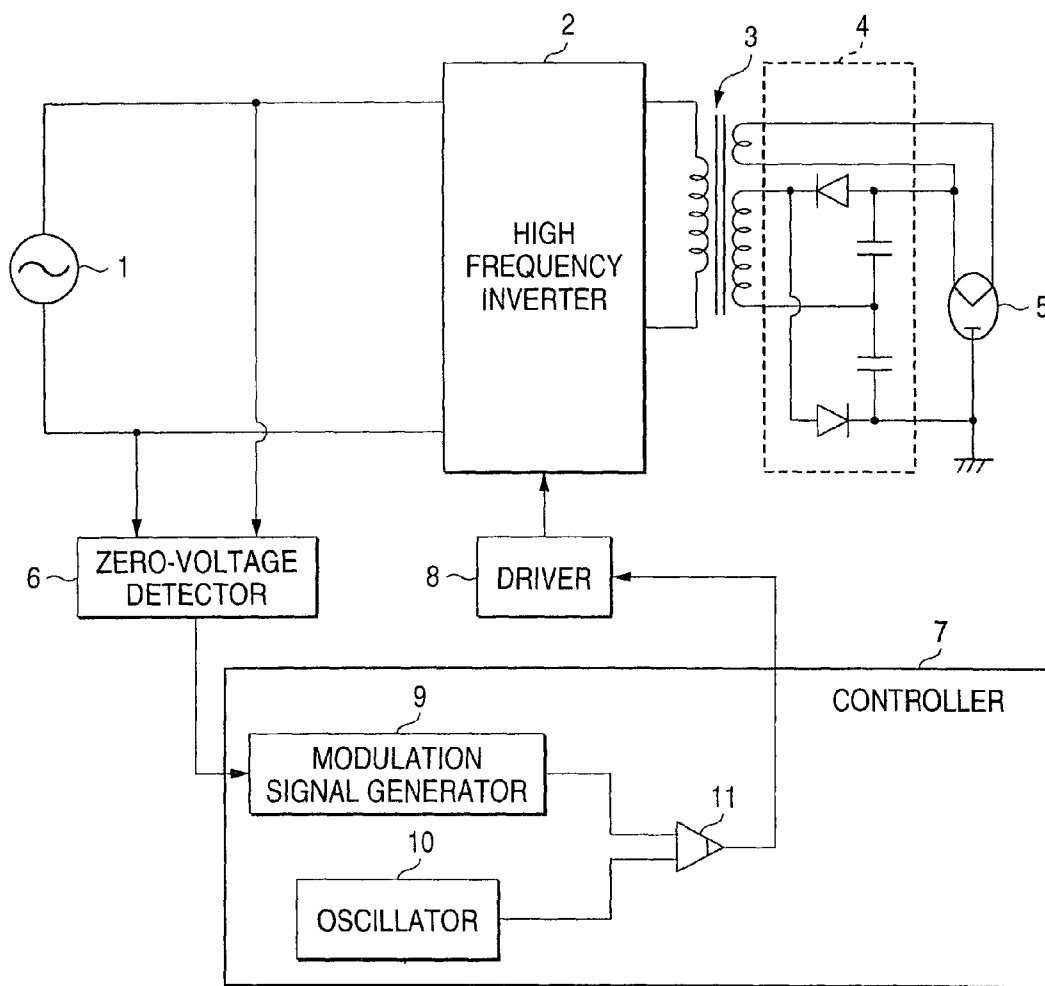 2
3
4
1
HIGH
FREQUENCY
INVERTER
5
6
ZERO-VOLTAGE
DETECTOR
8
DRIVER
7
CONTROLLER
9
MODULATION
SIGNAL GENERATOR
11
10
OSCILLATOR